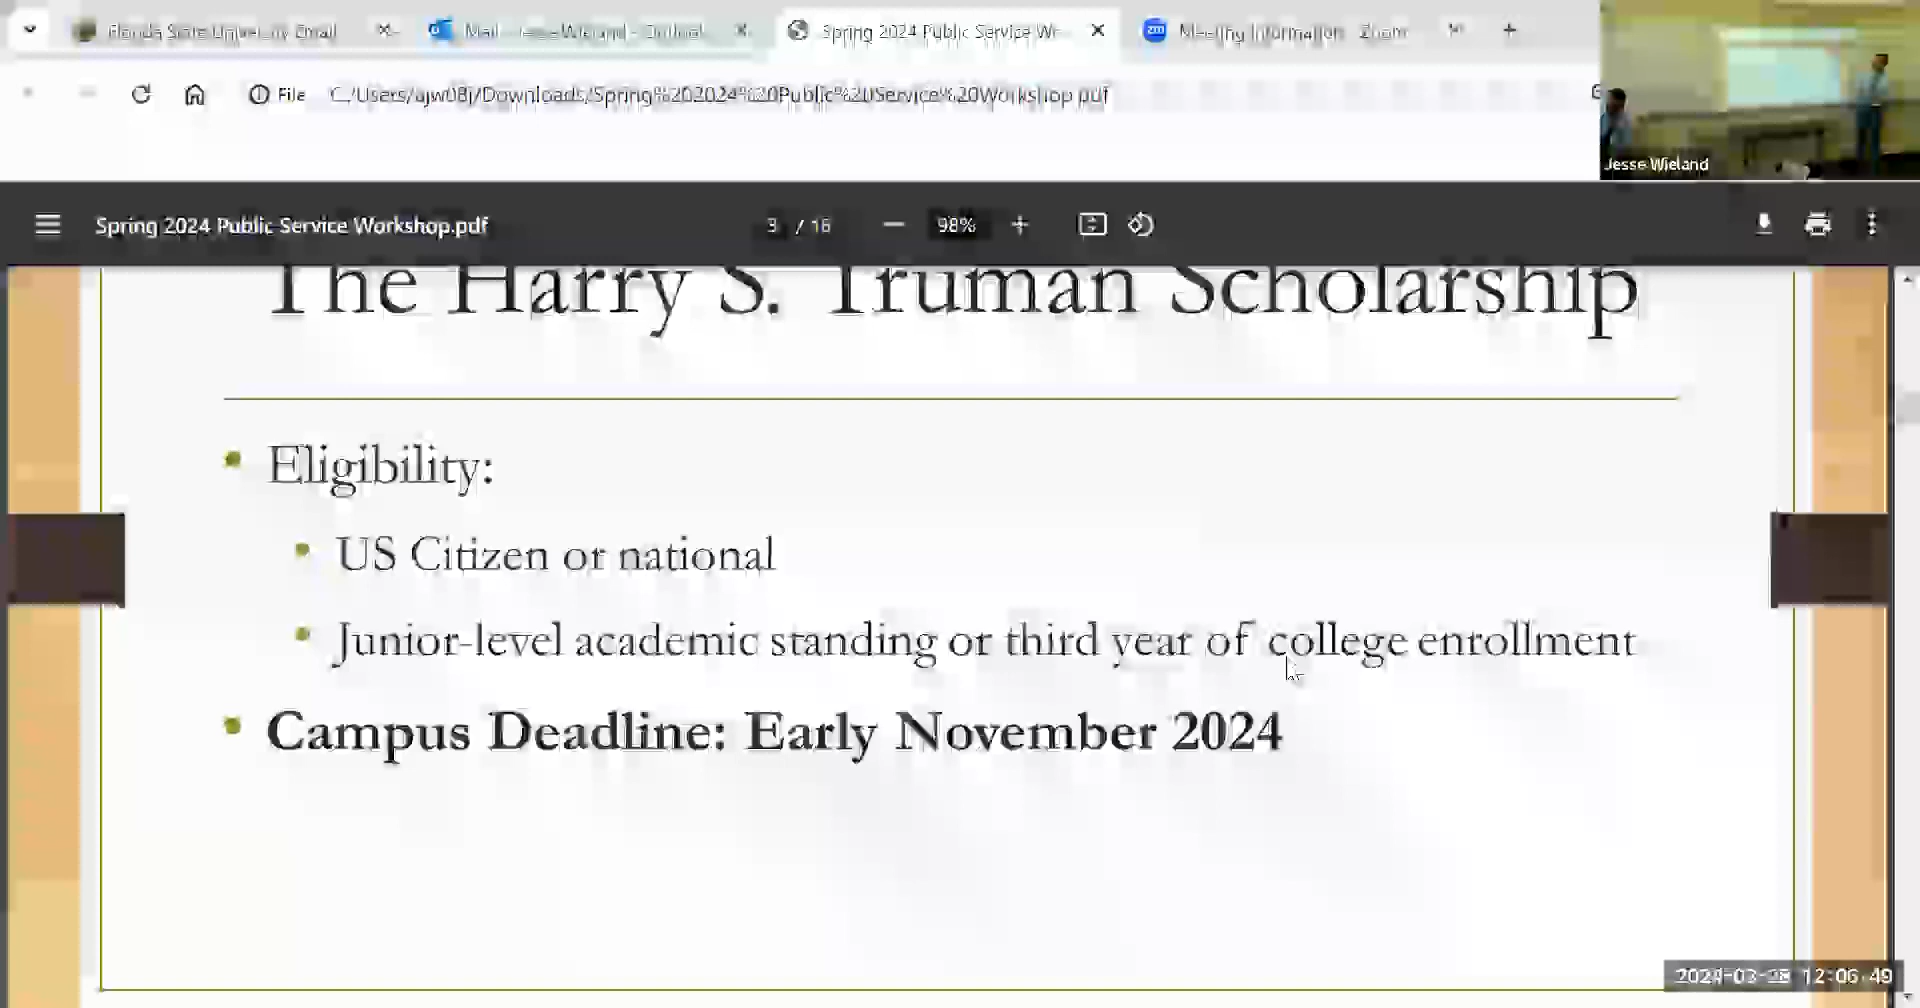 Florida State University Email
Mail - Jesse Wieland - Outlook
Spring 2024 Public Service Wo
Meeting Information - Zoom
File
C:/Users/ajw08j/Downloads/Spring%202024%20Public%20Service%20Workshop.pdf
Jesse Wieland
Spring 2024 Public Service Workshop.pdf
3 / 16
98%
The Harry S. Truman Scholarship
Eligibility:
US Citizen or national
Junior-level academic standing or third year of college enrollment
Campus Deadline: Early November 2024
2024-03-28 12:06:49